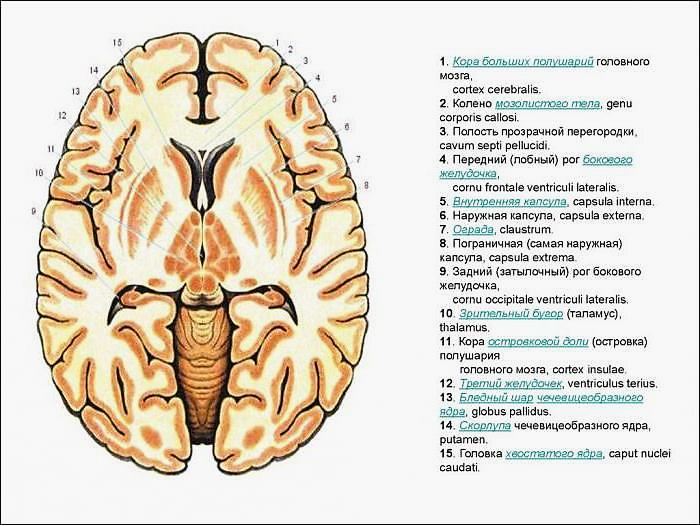 15
1
2
14
3
4
13
5
12
6
11
7
10
8
9
1. Кора больших полушарий головного
мозга,
cortex cerebralis.
2. Колено мозолистого тела, genu
corporis callosi.
3. Полость прозрачной перегородки,
cavum septi pellucidi.
4. Передний (лобный) рог бокового
желудочка,
cornu frontale ventriculi lateralis.
5. Внутренняя капсула, capsula interna.
6. Наружная капсула, capsula externa.
7. Ограда, claustrum.
8. Пограничная (самая наружная)
капсула, capsula extrema.
9. Задний (затылочный) рог бокового
желудочка,
cornu occipitale ventriculi lateralis.
10. Зрительный бугор (таламус),
thalamus.
11. Кора островковой доли (островка)
полушария
головного мозга, cortex insulae.
12. Третий желудочек, ventriculus terius.
13. Бледный шар чечевицеобразного
ядра, globus pallidus.
14. Скорлупа чечевицеобразного ядра,
putamen.
15. Головка хвостатого ядра, caput nuclei
caudati.